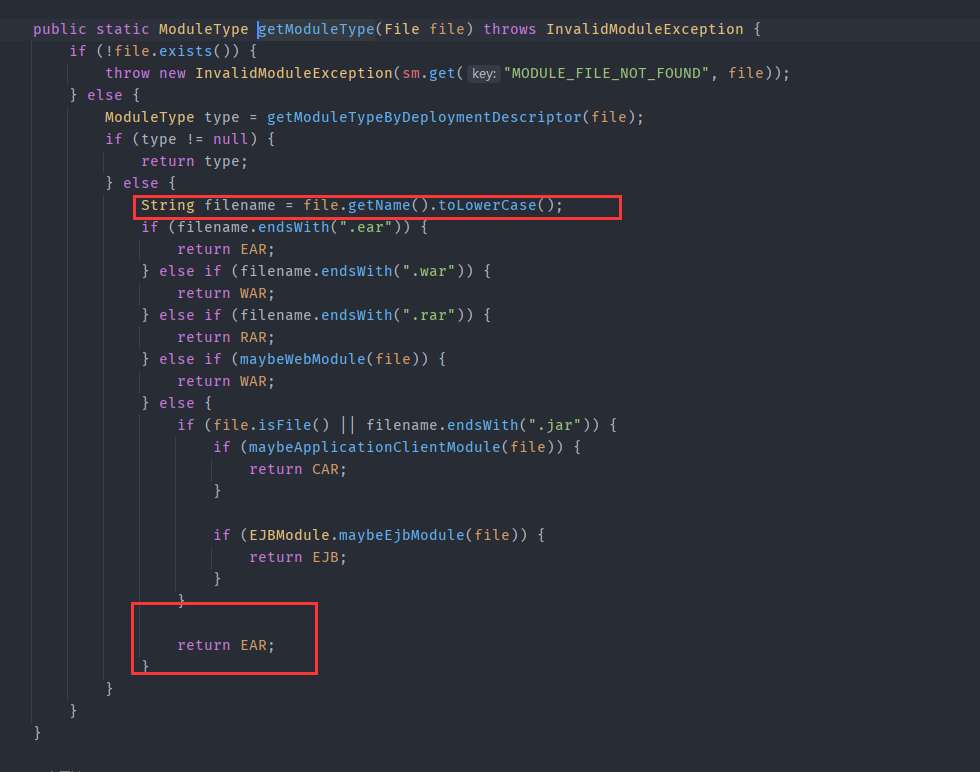 public static ModuleType getModuleType(File file) throws InvalidModuleException {
if (!file.exists()) {
throw new InvalidModuleException(sm.get( key: "MODULE_FILE_NOT_FOUND", file));
} else {
ModuleType type = getModuleTypeByDeploymentDescriptor(file);
if (type != null) {
return type;
} else {
String filename = file.getName().toLowerCase();
if (filename.endsWith(".ear")) {
return EAR;
} else if (filename.endsWith(".war")) {
return WAR;
} else if (filename.endsWith(".rar")) {
return RAR;
} else if (maybeWebModule(file)) {
return WAR;
} else {
if (file.isFile() || filename.endsWith(".jar")) {
if (maybeApplicationClientModule(file)) {
return CAR;
}
if (EJBModule.maybeEjbModule(file)) {
return EJB;
}
}
return EAR;
}
}
}
}